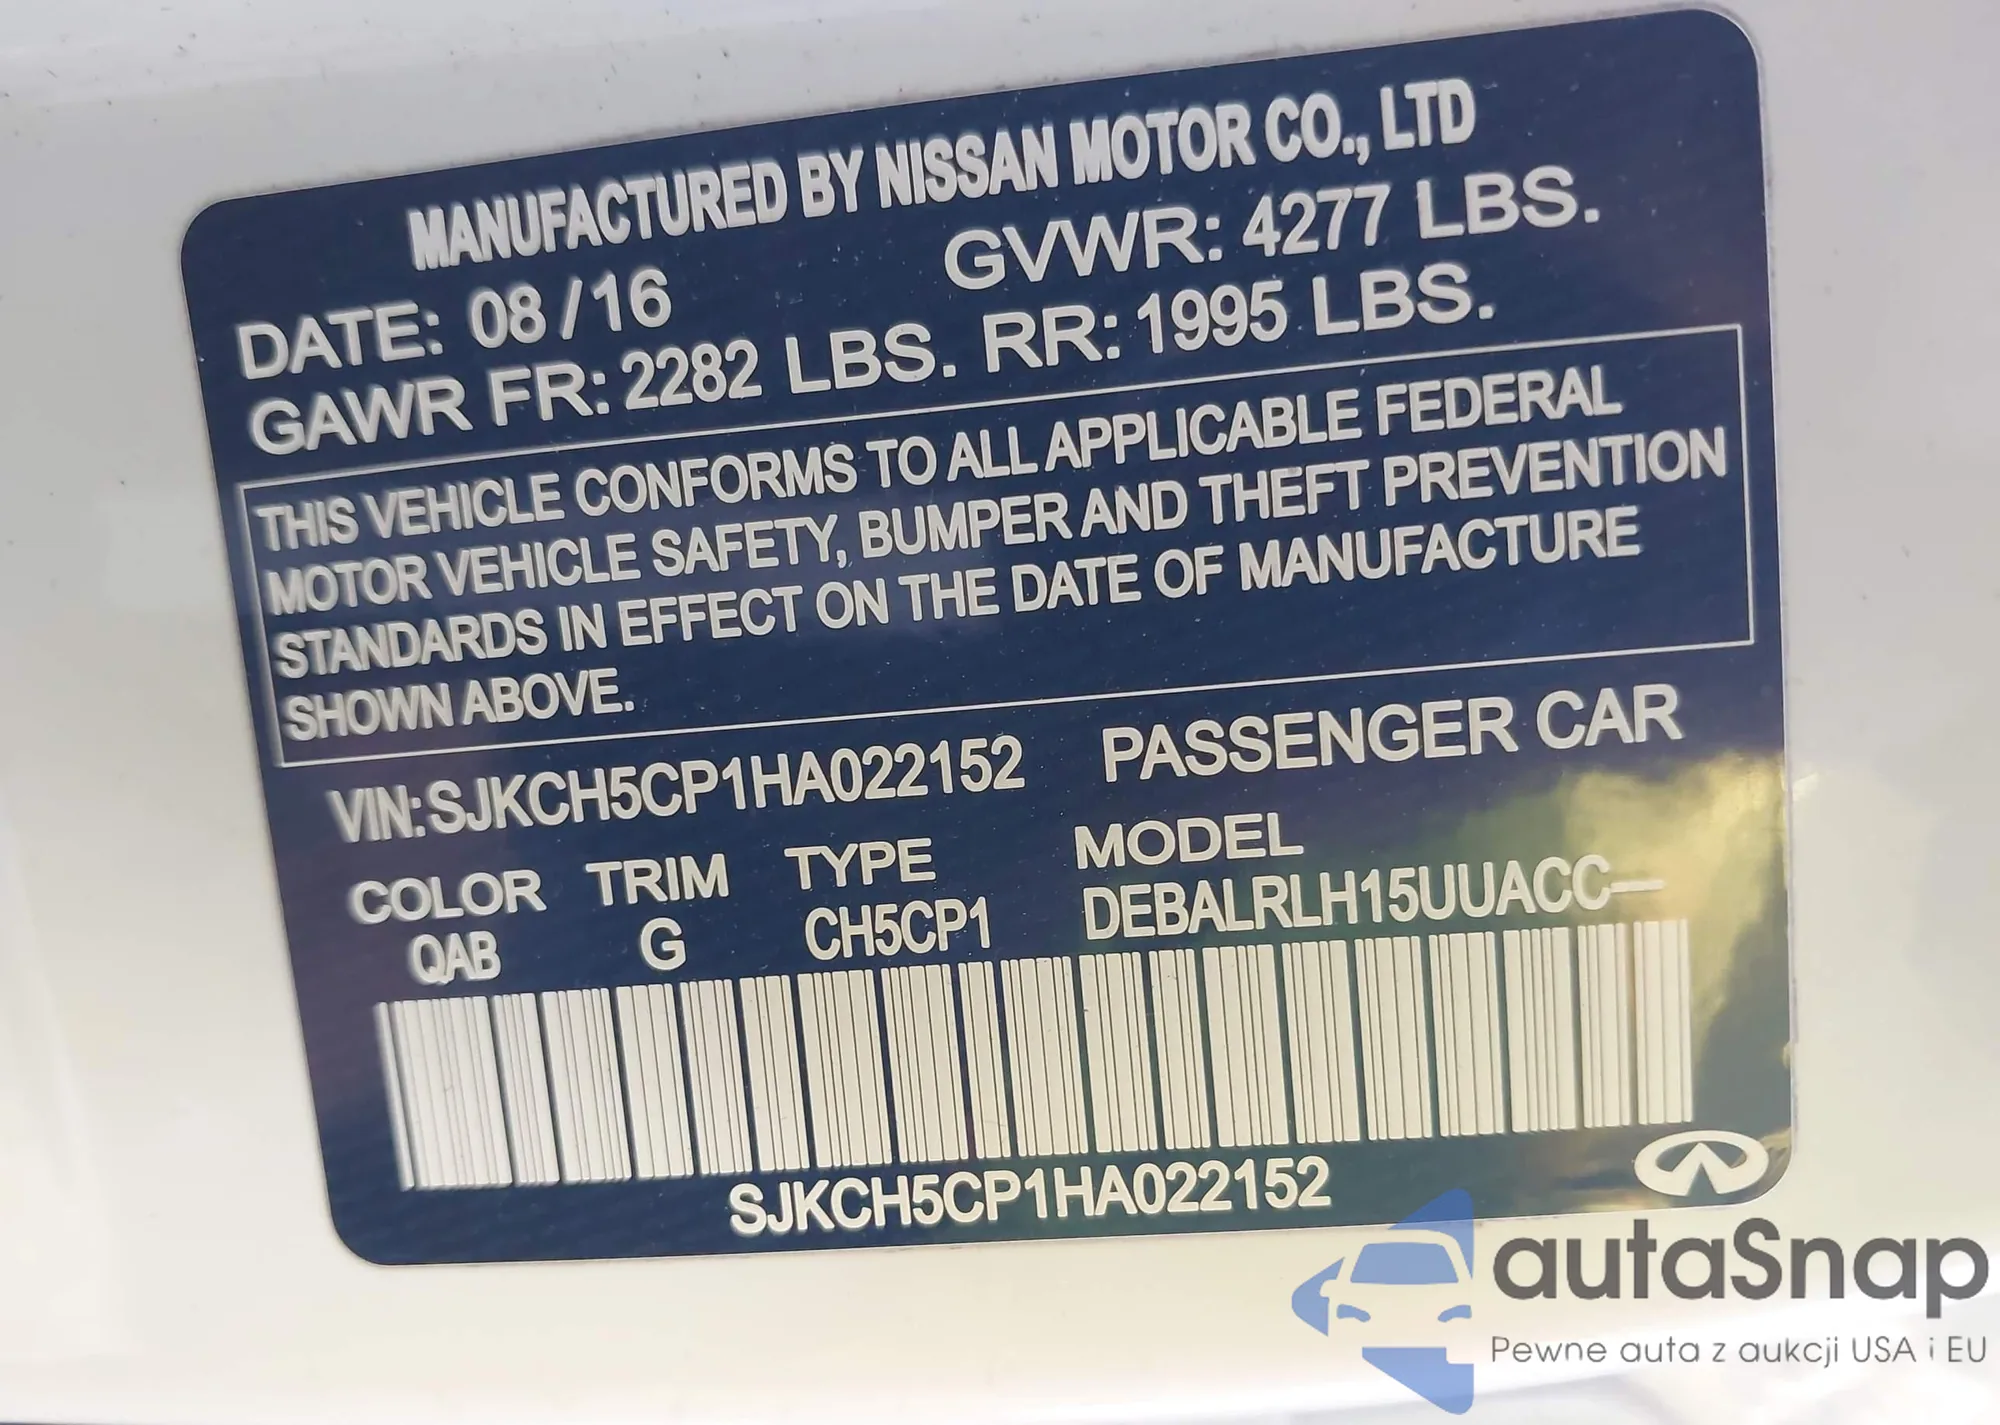 MANUFACTURED BY NISSAN MOTOR CO., LTD
DATE: 08/16 GVWR: 4277 LBS.
GAWR FR: 2282 LBS. RR: 1995 LBS.
THIS VEHICLE CONFORMS TO ALL APPLICABLE FEDERAL
MOTOR VEHICLE SAFETY, BUMPER AND THEFT PREVENTION
STANDARDS IN EFFECT ON THE DATE OF MANUFACTURE
SHOWN ABOVE.
VIN:SJKCH5CP1HA022152 PASSENGER CAR
COLOR TRIM TYPE MODEL
QAB G CH5CP1 DEBALRLH15UUACC—
SJKCH5CP1HA022152
autaSnap
Pewne auta z aukcji USA i EU